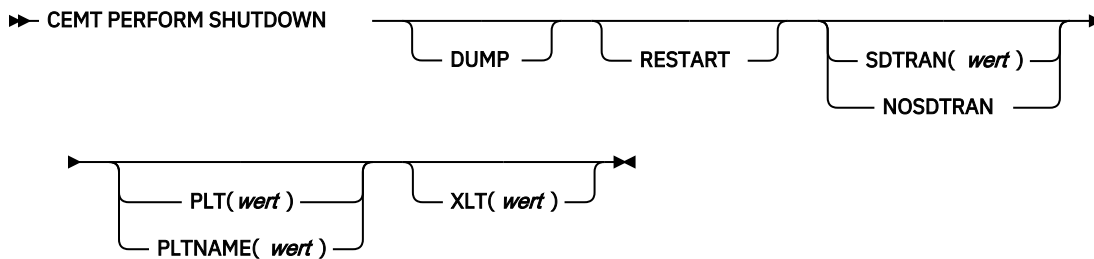 CEMT PERFORM SHUTDOWN
DUMP
RESTART
SDTRAN( wert )
NOSDTRAN
PLT( wert )
PLTNAME( wert )
XLT( wert )